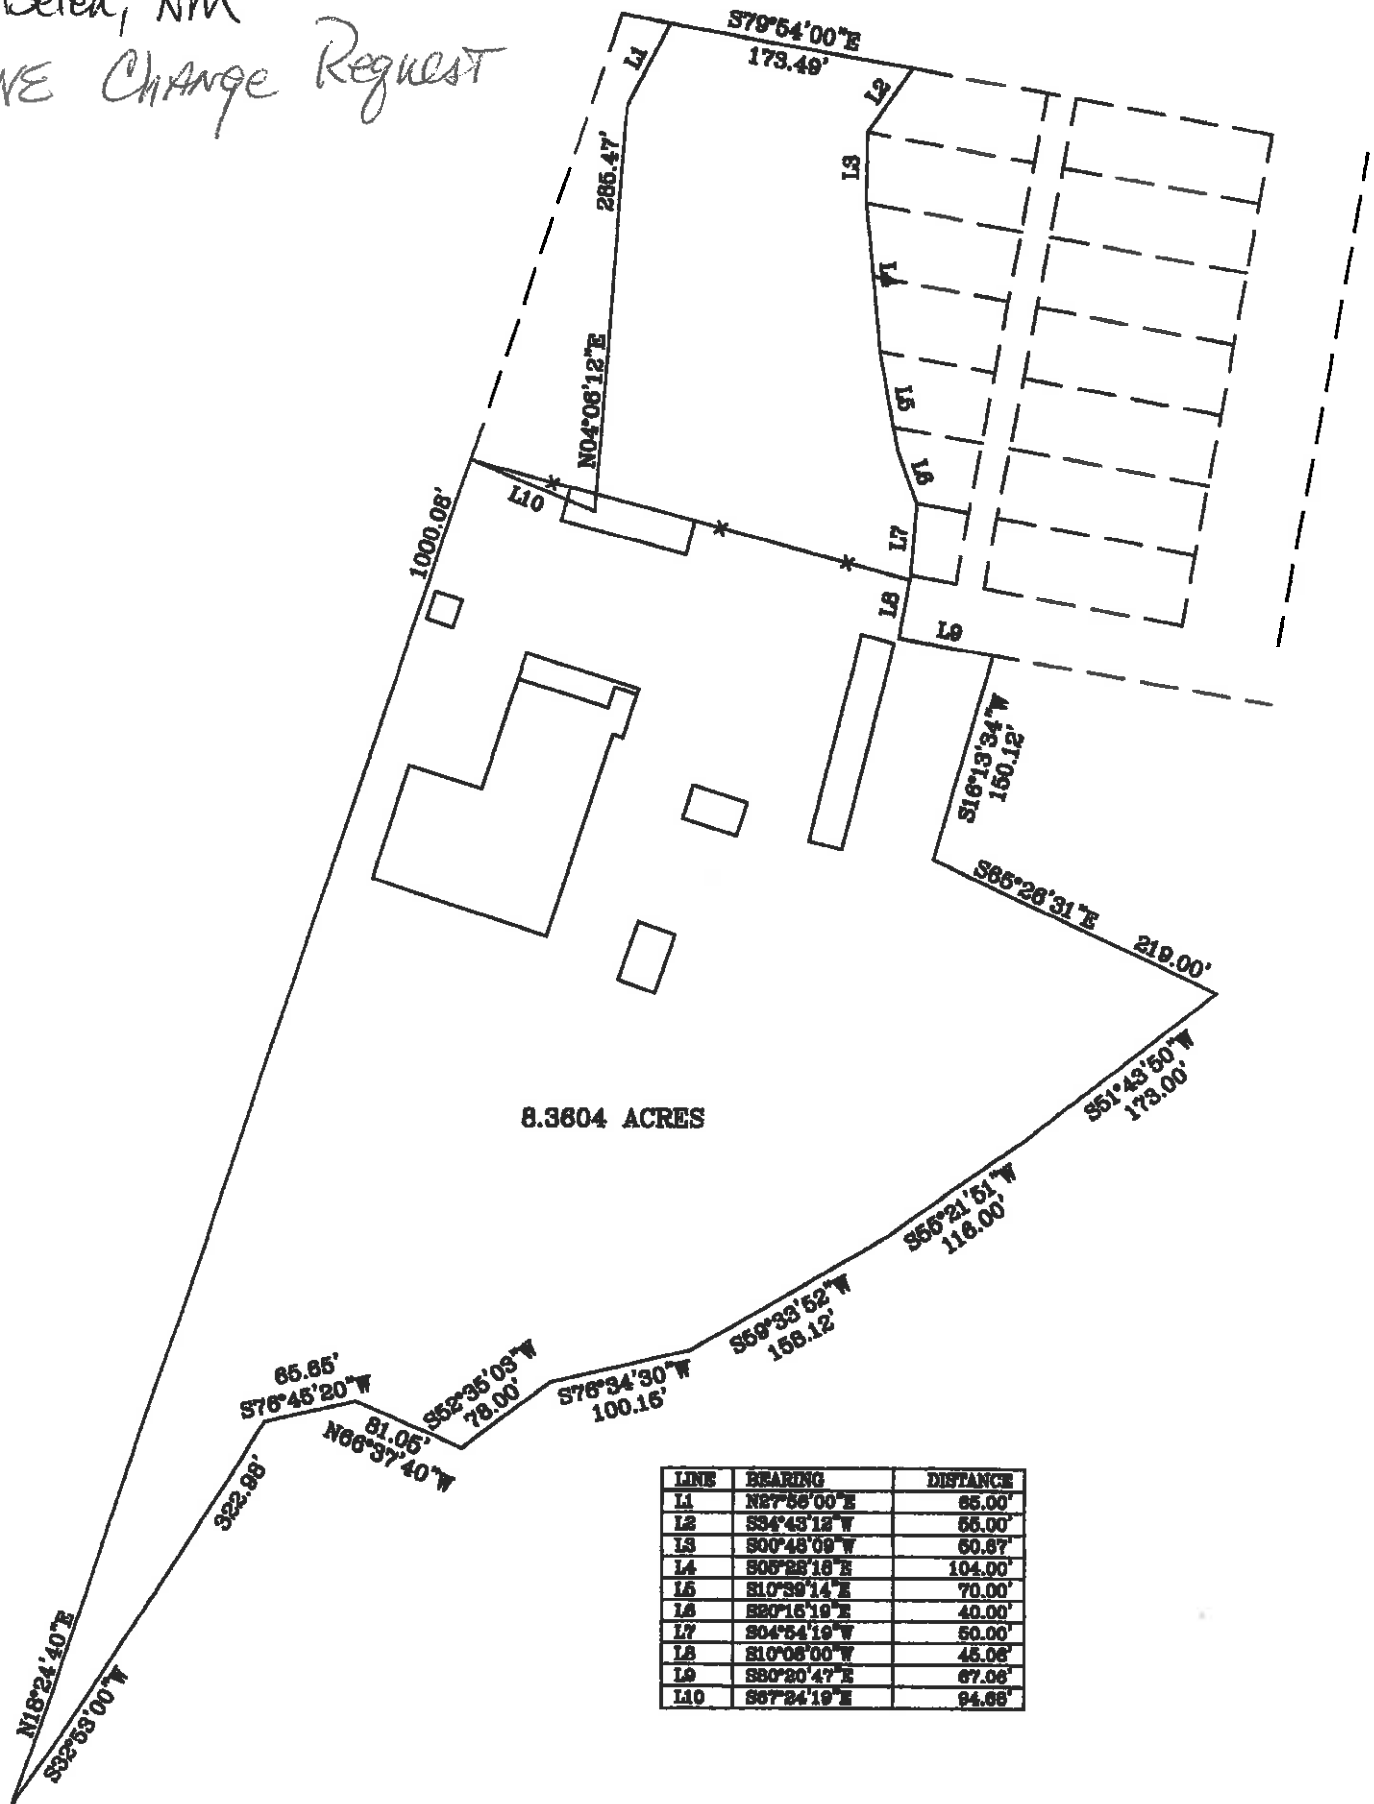 Belen, NM
NE Change Request
S79°54'00"E
173.49'
L1
L2
L3
285.47'
L4
N04°06'12"E
L5
L6
L10
1000.08'
L7
L8
L9
S16°13'34"W
150.12'
S65°26'31"E
219.00'
S51°43'50"W
173.00'
8.3604 ACRES
S55°21'51"W
116.00'
S59°33'52"W
158.12'
S76°34'30"W
100.15'
S52°35'03"W
78.00'
65.65'
S76°45'20"W
81.05'
N66°37'40"W
322.98'
N18°24'40"E
S32°53'00"W
LINE BEARING DISTANCE
L1 N27°56'00"E 65.00'
L2 S34°43'12"W 55.00'
L3 S00°48'09"W 50.67'
L4 S05°22'18"E 104.00'
L5 S10°39'14"E 70.00'
L6 S20°15'19"E 40.00'
L7 S04°54'19"W 50.00'
L8 S10°06'00"W 45.06'
L9 S80°20'47"E 67.06'
L10 S67°24'19"E 94.68'